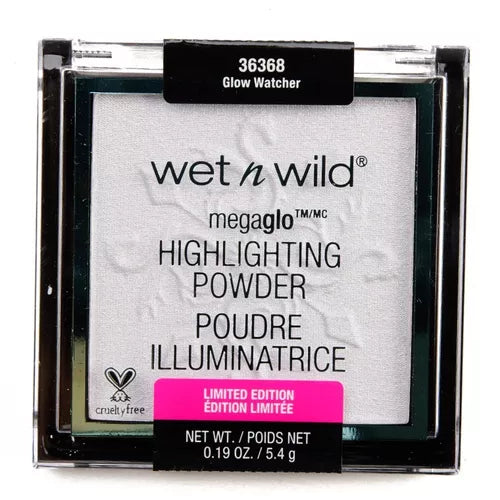 36368
Glow Watcher
wet n wild®
megaglo™/MC
HIGHLIGHTING
POWDER
POUDRE
ILLUMINATRICE
LIMITED EDITION
ÉDITION LIMITÉE
cruelty free
NET WT. / POIDS NET
0.19 OZ. / 5.4 g